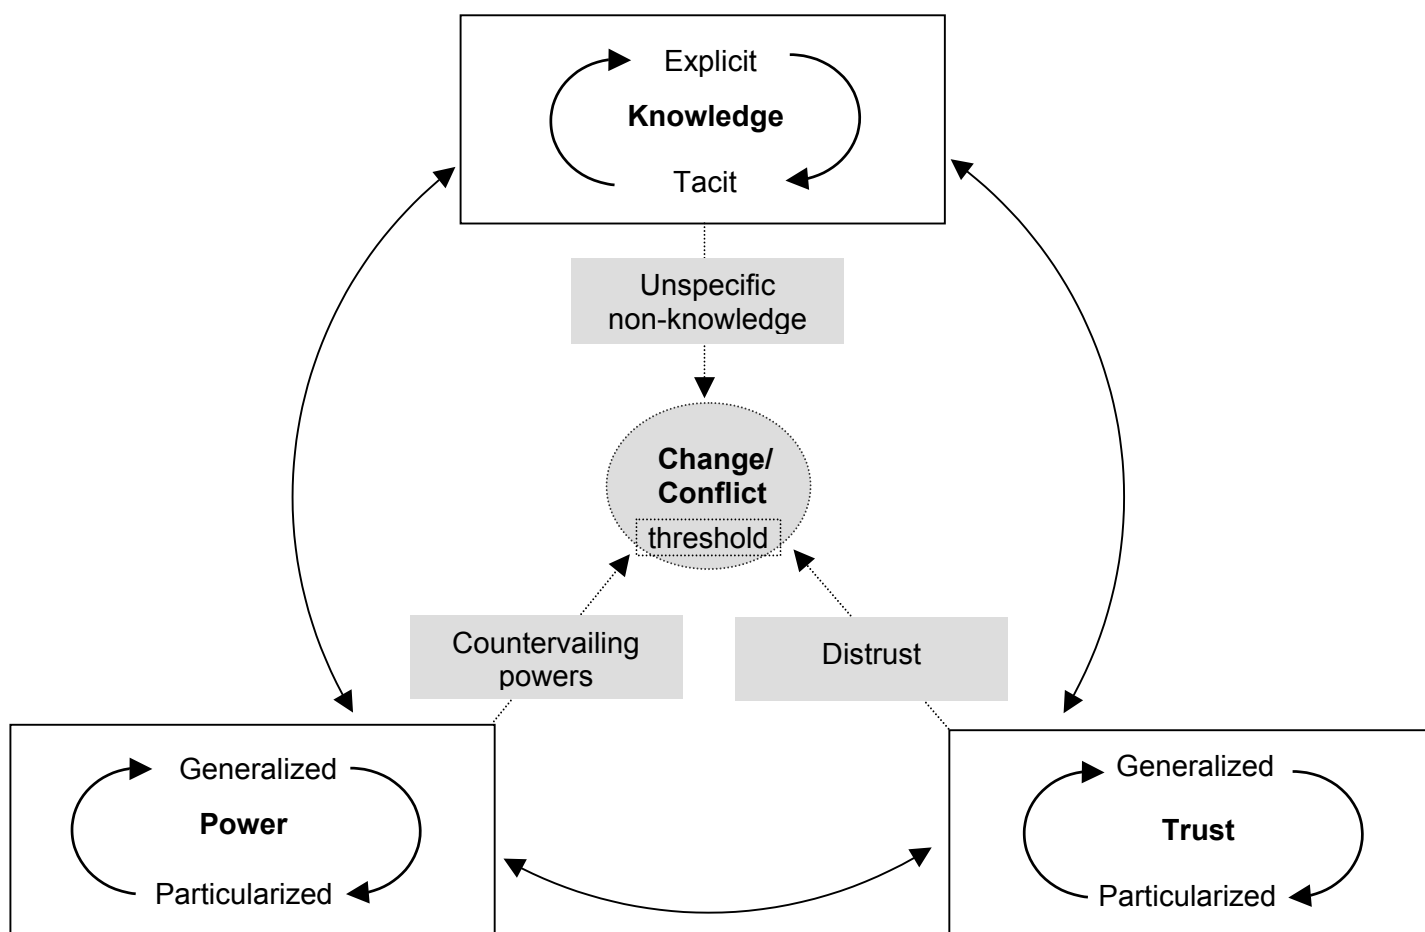 Explicit
Knowledge
Tacit
Unspecific
non-knowledge
Change/
Conflict
threshold
Countervailing
powers
Distrust
Generalized
Power
Particularized
Generalized
Trust
Particularized